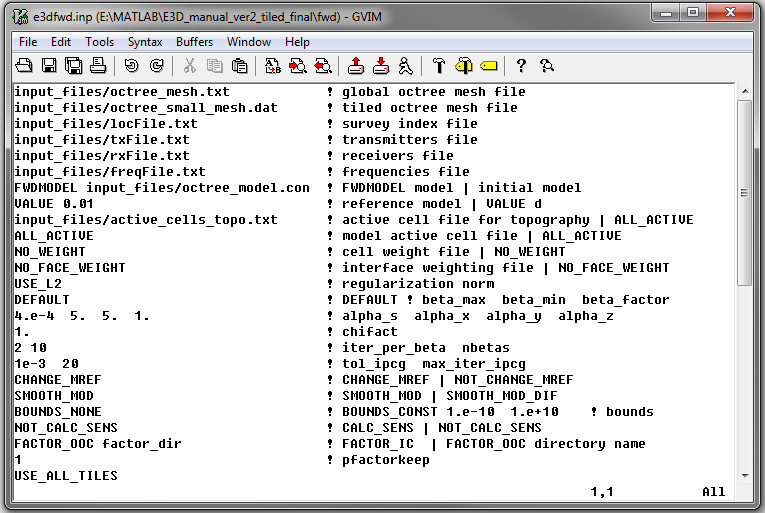 e3dfwd.inp (E:\MATLAB\E3D_manual_ver2_tiled_final\fwd) - GVIM
File Edit Tools Syntax Buffers Window Help
input_files/octree_mesh.txt ! global octree mesh file
input_files/octree_small_mesh.dat ! tiled octree mesh file
input_files/locFile.txt ! survey index file
input_files/txFile.txt ! transmitters file
input_files/rxFile.txt ! receivers file
input_files/freqFile.txt ! frequencies file
FWDMODEL input_files/octree_model.con ! FWDMODEL model | initial model
VALUE 0.01 ! reference model | VALUE d
input_files/active_cells_topo.txt ! active cell file for topography | ALL_ACTIVE
ALL_ACTIVE ! model active cell file | ALL_ACTIVE
NO_WEIGHT ! cell weight file | NO_WEIGHT
NO_FACE_WEIGHT ! interface weighting file | NO_FACE_WEIGHT
USE_L2 ! regularization norm
DEFAULT ! DEFAULT ! beta_max beta_min beta_factor
4.e-4 5. 5. 1. ! alpha_s alpha_x alpha_y alpha_z
1. ! chifact
2 10 ! iter_per_beta nbetas
1e-3 20 ! tol_ipcg max_iter_ipcg
CHANGE_MREF ! CHANGE_MREF | NOT_CHANGE_MREF
SMOOTH_MOD ! SMOOTH_MOD | SMOOTH_MOD_DIF
BOUNDS_NONE ! BOUNDS_CONST 1.e-10 1.e+10 ! bounds
NOT_CALC_SENS ! CALC_SENS | NOT_CALC_SENS
FACTOR_OOC factor_dir ! FACTOR_IC | FACTOR_OOC directory name
1 ! pfactorkeep
USE_ALL_TILES
1,1 All